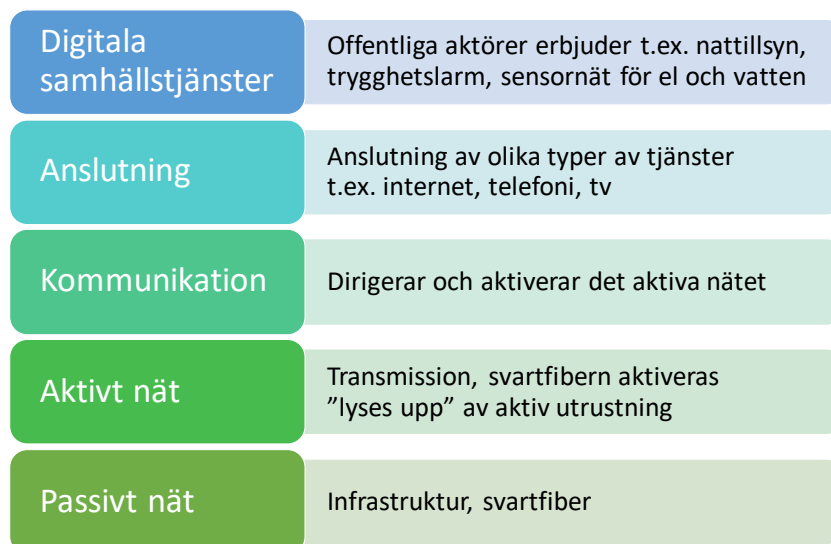 Digitala
samhällstjänster
Offentliga aktörer erbjuder t.ex. nattillsyn,
trygghetslarm, sensornät för el och vatten
Anslutning
Anslutning av olika typer av tjänster
t.ex. internet, telefoni, tv
Kommunikation
Dirigerar och aktiverar det aktiva nätet
Aktivt nät
Transmission, svartfibern aktiveras
”lyses upp” av aktiv utrustning
Passivt nät
Infrastruktur, svartfiber